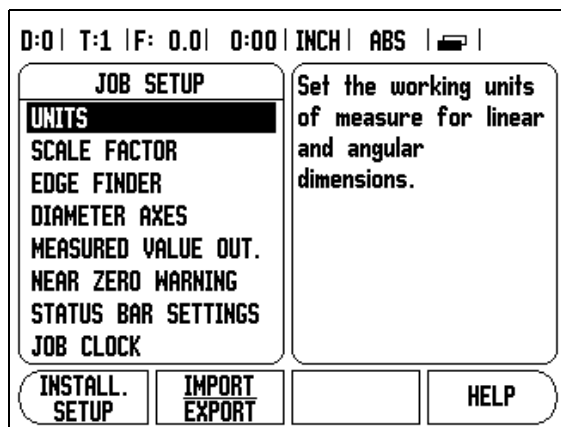 D:0 | T:1 | F: 0.0 | 0:00 | INCH | ABS | |
JOB SETUP
UNITS
SCALE FACTOR
EDGE FINDER
DIAMETER AXES
MEASURED VALUE OUT.
NEAR ZERO WARNING
STATUS BAR SETTINGS
JOB CLOCK
Set the working units
of measure for linear
and angular
dimensions.
INSTALL.
SETUP
IMPORT
EXPORT
HELP